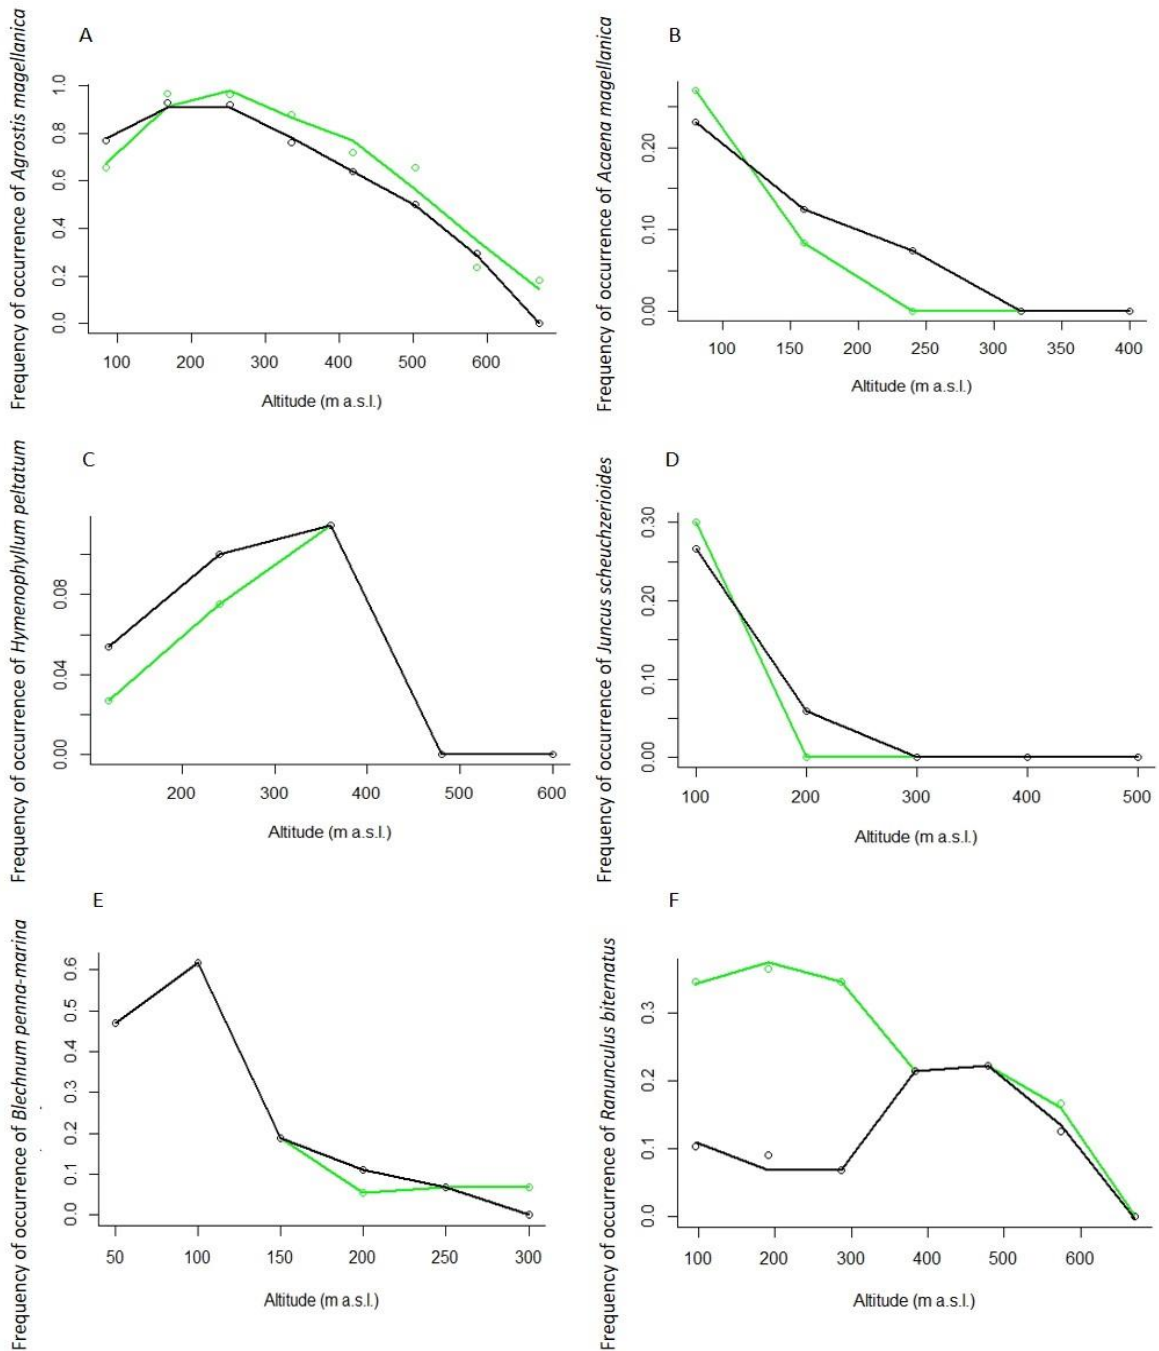 A
Frequency of occurrence of Agrostis magellanica
1.0
0.8
0.6
0.4
0.2
0.0
100 200 300 400 500 600
Altitude (m a.s.l.)
B
Frequency of occurrence of Acaena magellanica
0.20
0.10
0.00
100 150 200 250 300 350 400
Altitude (m a.s.l.)
C
Frequency of occurrence of Hymenophyllum peltatum
0.08
0.04
0.00
200 300 400 500 600
Altitude (m a.s.l.)
D
Frequency of occurrence of Juncus scheuchzerioides
0.30
0.20
0.10
0.00
100 200 300 400 500
Altitude (m a.s.l.)
E
Frequency of occurrence of Blechnum penna-marina
0.6
0.5
0.4
0.3
0.2
0.1
0.0
50 100 150 200 250 300
Altitude (m a.s.l.)
F
Frequency of occurrence of Ranunculus biternatus
0.3
0.2
0.1
0.0
100 200 300 400 500 600
Altitude (m a.s.l.)